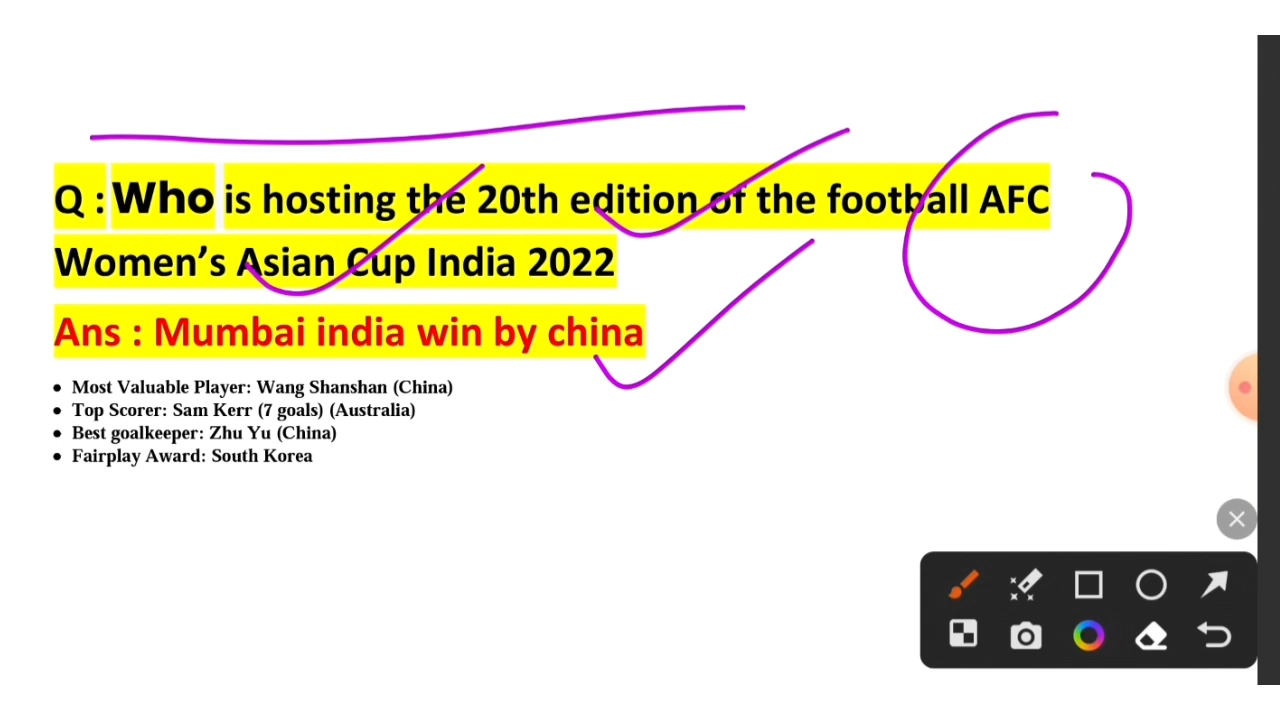 Q : Who is hosting the 20th edition of the football AFC
Women’s Asian Cup India 2022
Ans : Mumbai india win by china
• Most Valuable Player: Wang Shanshan (China)
• Top Scorer: Sam Kerr (7 goals) (Australia)
• Best goalkeeper: Zhu Yu (China)
• Fairplay Award: South Korea